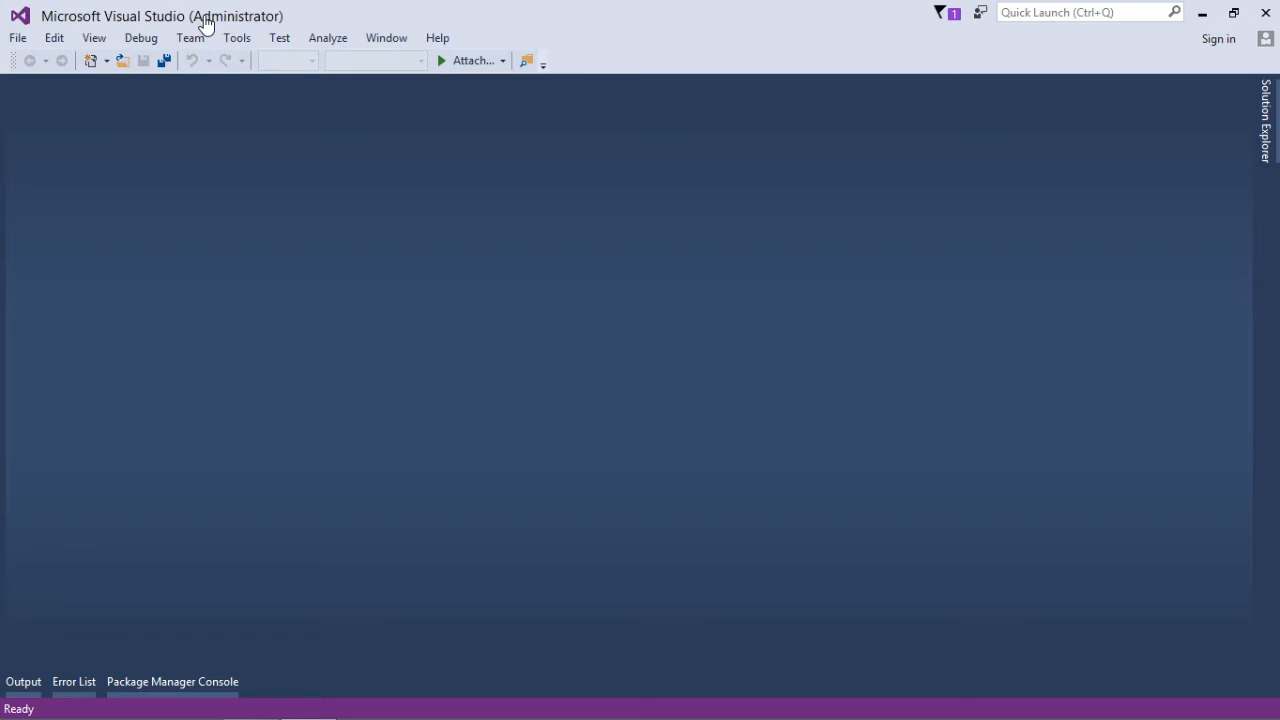 Microsoft Visual Studio (Administrator)
1
Quick Launch (Ctrl+Q)
File Edit View Debug Team Tools Test Analyze Window Help
Sign in
Attach...
Solution Explorer
Output Error List Package Manager Console
Ready